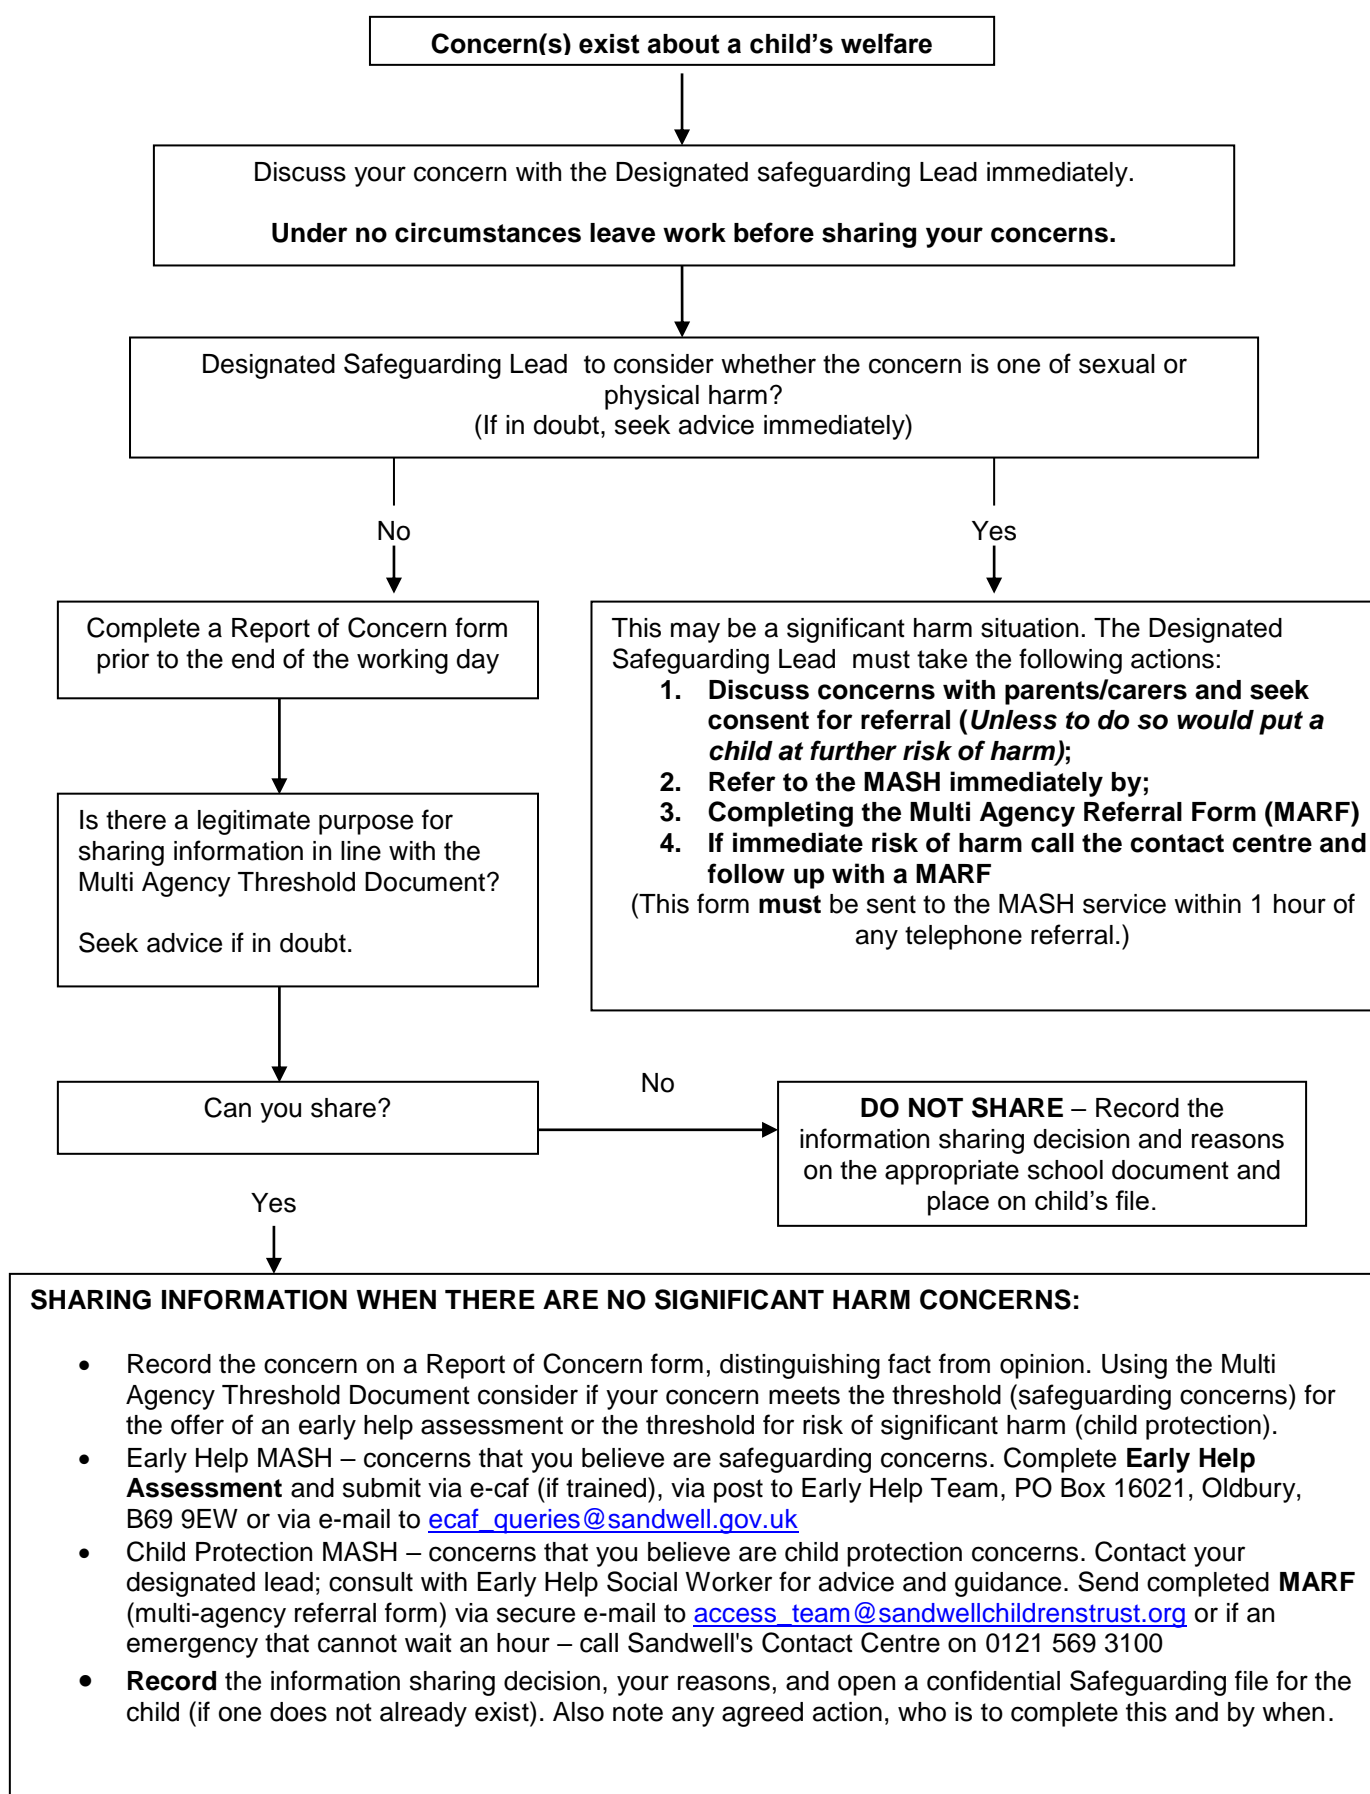 Concern(s) exist about a child's welfare
Discuss your concern with the Designated safeguarding Lead immediately.
Under no circumstances leave work before sharing your concerns.
Designated Safeguarding Lead  to consider whether the concern is one of sexual or
physical harm?
(If in doubt, seek advice immediately)
No
Yes
Complete a Report of Concern form
prior to the end of the working day
This may be a significant harm situation. The Designated
Safeguarding Lead  must take the following actions:
1. Discuss concerns with parents/carers and seek
consent for referral (Unless to do so would put a
child at further risk of harm);
2. Refer to the MASH immediately by;
3. Completing the Multi Agency Referral Form (MARF)
4. If immediate risk of harm call the contact centre and
follow up with a MARF
(This form must be sent to the MASH service within 1 hour of
any telephone referral.)
Is there a legitimate purpose for
sharing information in line with the
Multi Agency Threshold Document?
Seek advice if in doubt.
Can you share?
No
DO NOT SHARE – Record the
information sharing decision and reasons
on the appropriate school document and
place on child's file.
Yes
SHARING INFORMATION WHEN THERE ARE NO SIGNIFICANT HARM CONCERNS:
• Record the concern on a Report of Concern form, distinguishing fact from opinion. Using the Multi
Agency Threshold Document consider if your concern meets the threshold (safeguarding concerns) for
the offer of an early help assessment or the threshold for risk of significant harm (child protection).
• Early Help MASH – concerns that you believe are safeguarding concerns. Complete Early Help
Assessment and submit via e-caf (if trained), via post to Early Help Team, PO Box 16021, Oldbury,
B69 9EW or via e-mail to ecaf_queries@sandwell.gov.uk
• Child Protection MASH – concerns that you believe are child protection concerns. Contact your
designated lead; consult with Early Help Social Worker for advice and guidance. Send completed MARF
(multi-agency referral form) via secure e-mail to access_team@sandwellchildrenstrust.org or if an
emergency that cannot wait an hour – call Sandwell's Contact Centre on 0121 569 3100
• Record the information sharing decision, your reasons, and open a confidential Safeguarding file for the
child (if one does not already exist). Also note any agreed action, who is to complete this and by when.